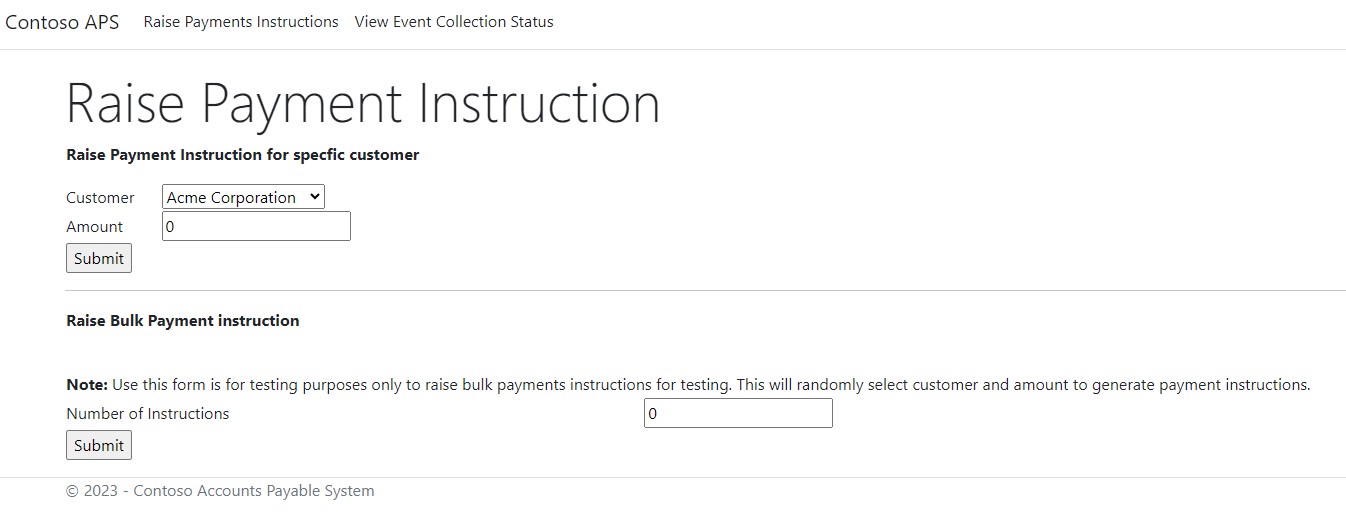 Contoso APS Raise Payments Instructions View Event Collection Status
Raise Payment Instruction
Raise Payment Instruction for specfic customer
Customer Acme Corporation
Amount 0
Submit
Raise Bulk Payment instruction
Note: Use this form is for testing purposes only to raise bulk payments instructions for testing. This will randomly select customer and amount to generate payment instructions.
Number of Instructions 0
Submit
© 2023 - Contoso Accounts Payable System